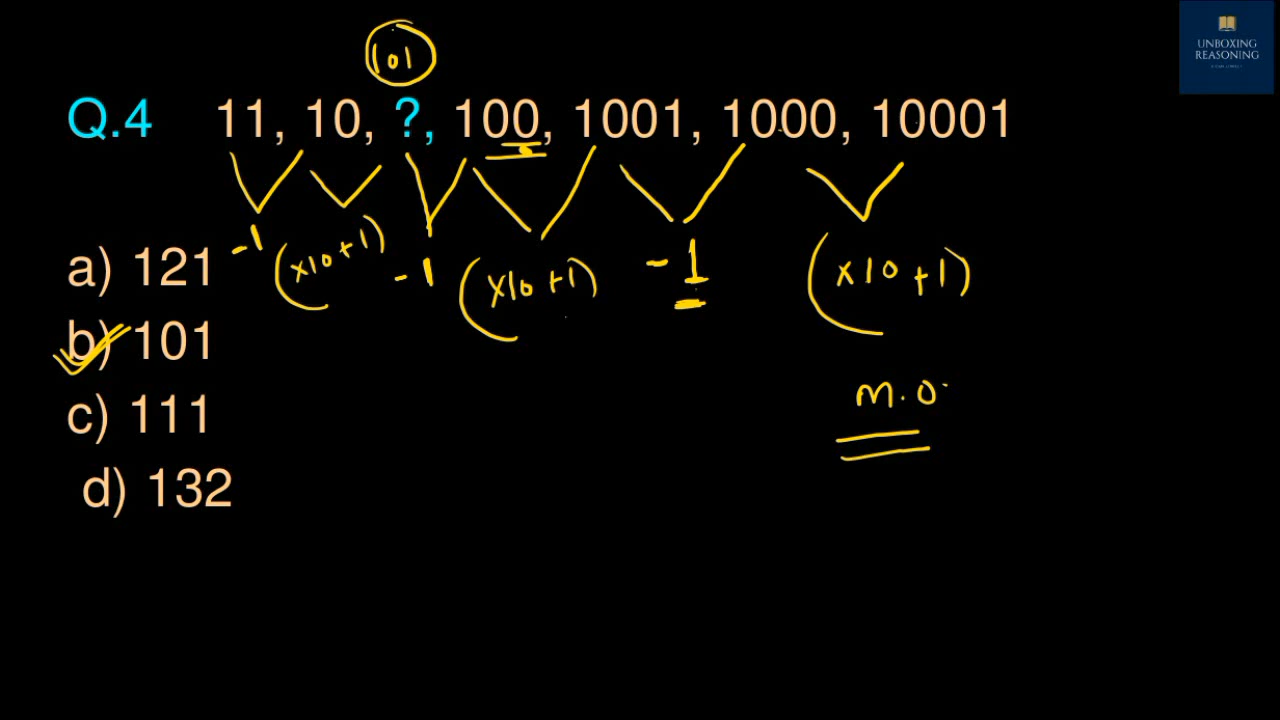 UNBOXING
REASONING
101
Q.4 11, 10, ?, 100, 1001, 1000, 10001
-1 (x10+1) -1 (x10+1) -1 (x10+1)
a) 121
b) 101
c) 111
d) 132
M.O.